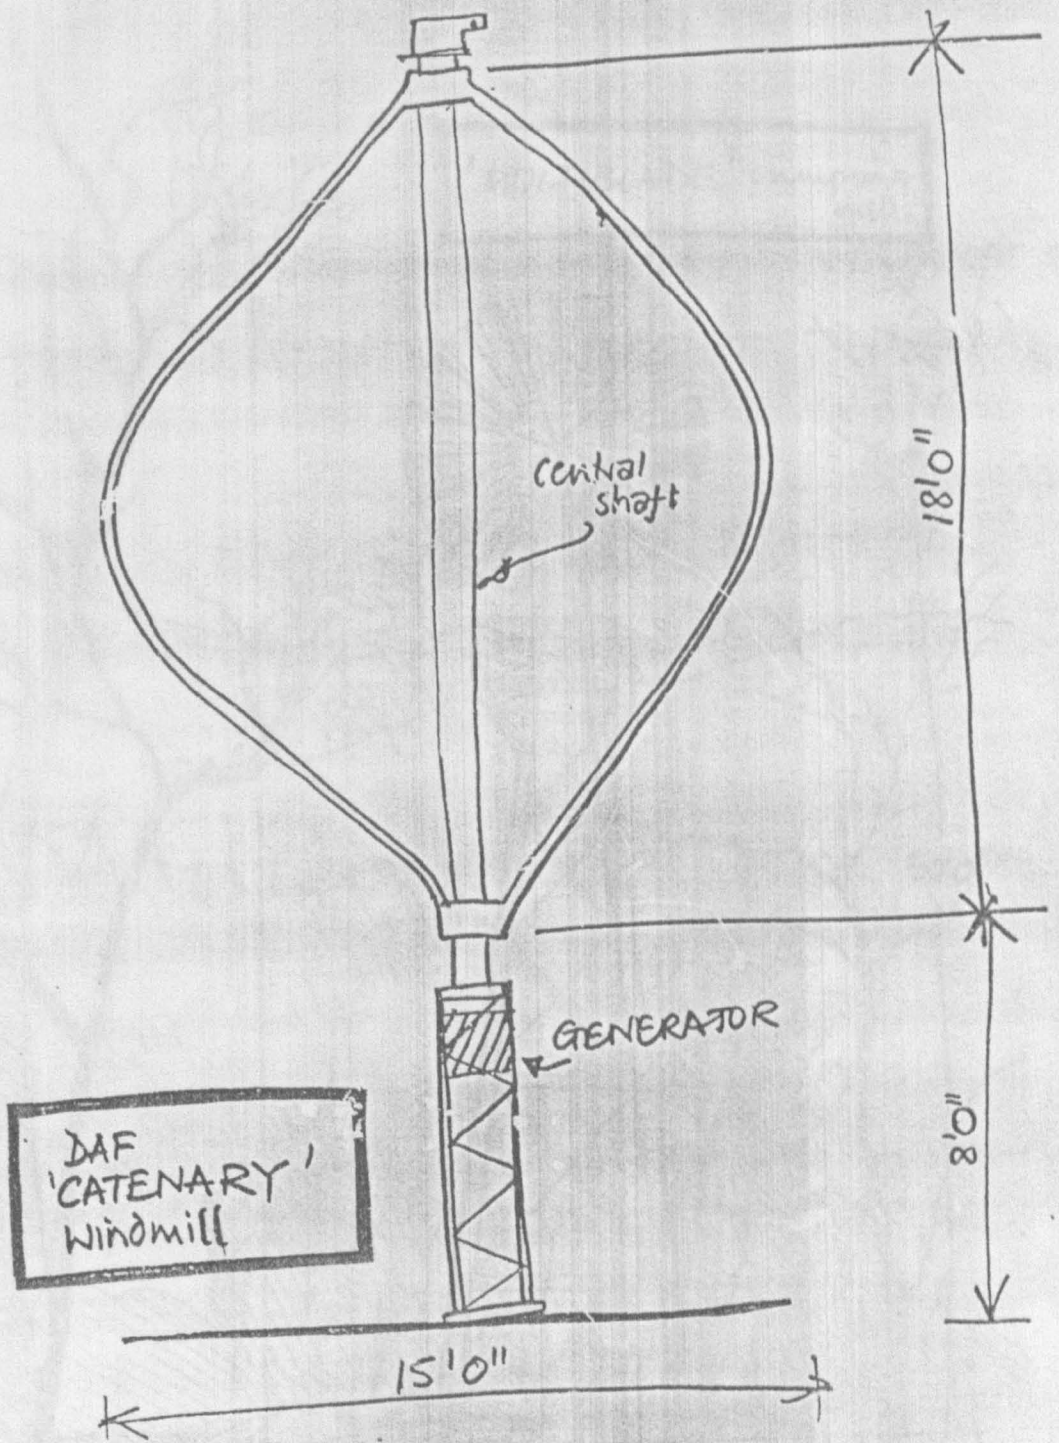 18'0"
central
shaft
GENERATOR
8'0"
DAF
'CATENARY'
Windmill
15'0"